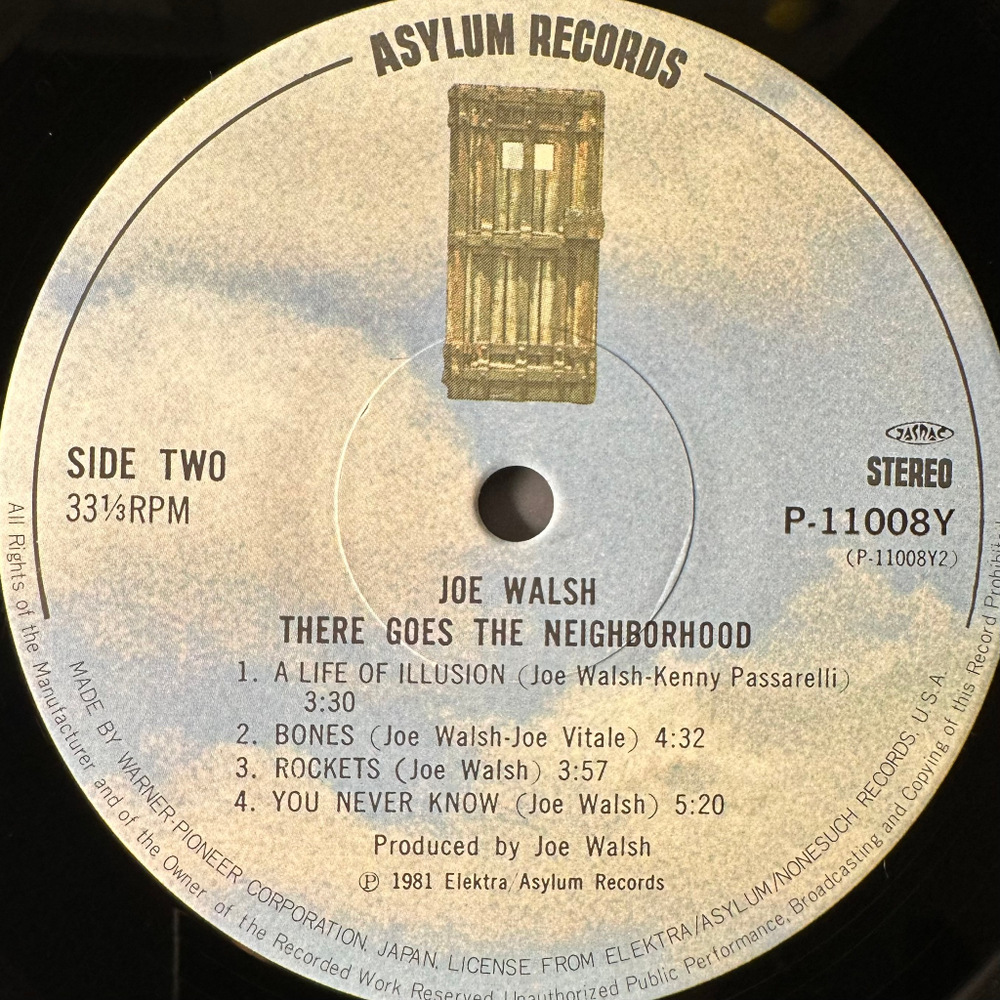 ASYLUM RECORDS
JASRAC
SIDE TWO
STEREO
33⅓RPM
P-11008Y
(P-11008Y2)
JOE WALSH
THERE GOES THE NEIGHBORHOOD
1. A LIFE OF ILLUSION (Joe Walsh-Kenny Passarelli)
3:30
2. BONES (Joe Walsh-Joe Vitale) 4:32
3. ROCKETS (Joe Walsh) 3:57
4. YOU NEVER KNOW (Joe Walsh) 5:20
Produced by Joe Walsh
Ⓟ 1981 Elektra/Asylum Records
MADE BY WARNER-PIONEER CORPORATION, JAPAN, LICENSE FROM ELEKTRA/ASYLUM/NONESUCH RECORDS, U.S.A.
All Rights of the Manufacturer and of the Owner of the Recorded Work Reserved Unauthorized Public Performance, Broadcasting and Copying of this Record